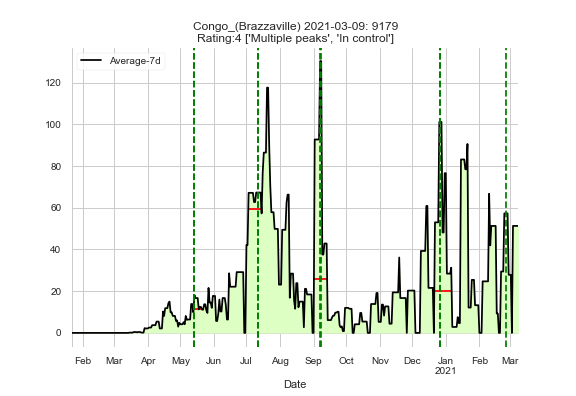 Congo_(Brazzaville) 2021-03-09: 9179
Rating:4 ['Multiple peaks', 'In control']
Average-7d
120
100
80
60
40
20
0
Feb Mar Apr May Jun Jul Aug Sep Oct Nov Dec Jan Feb Mar
2021
Date